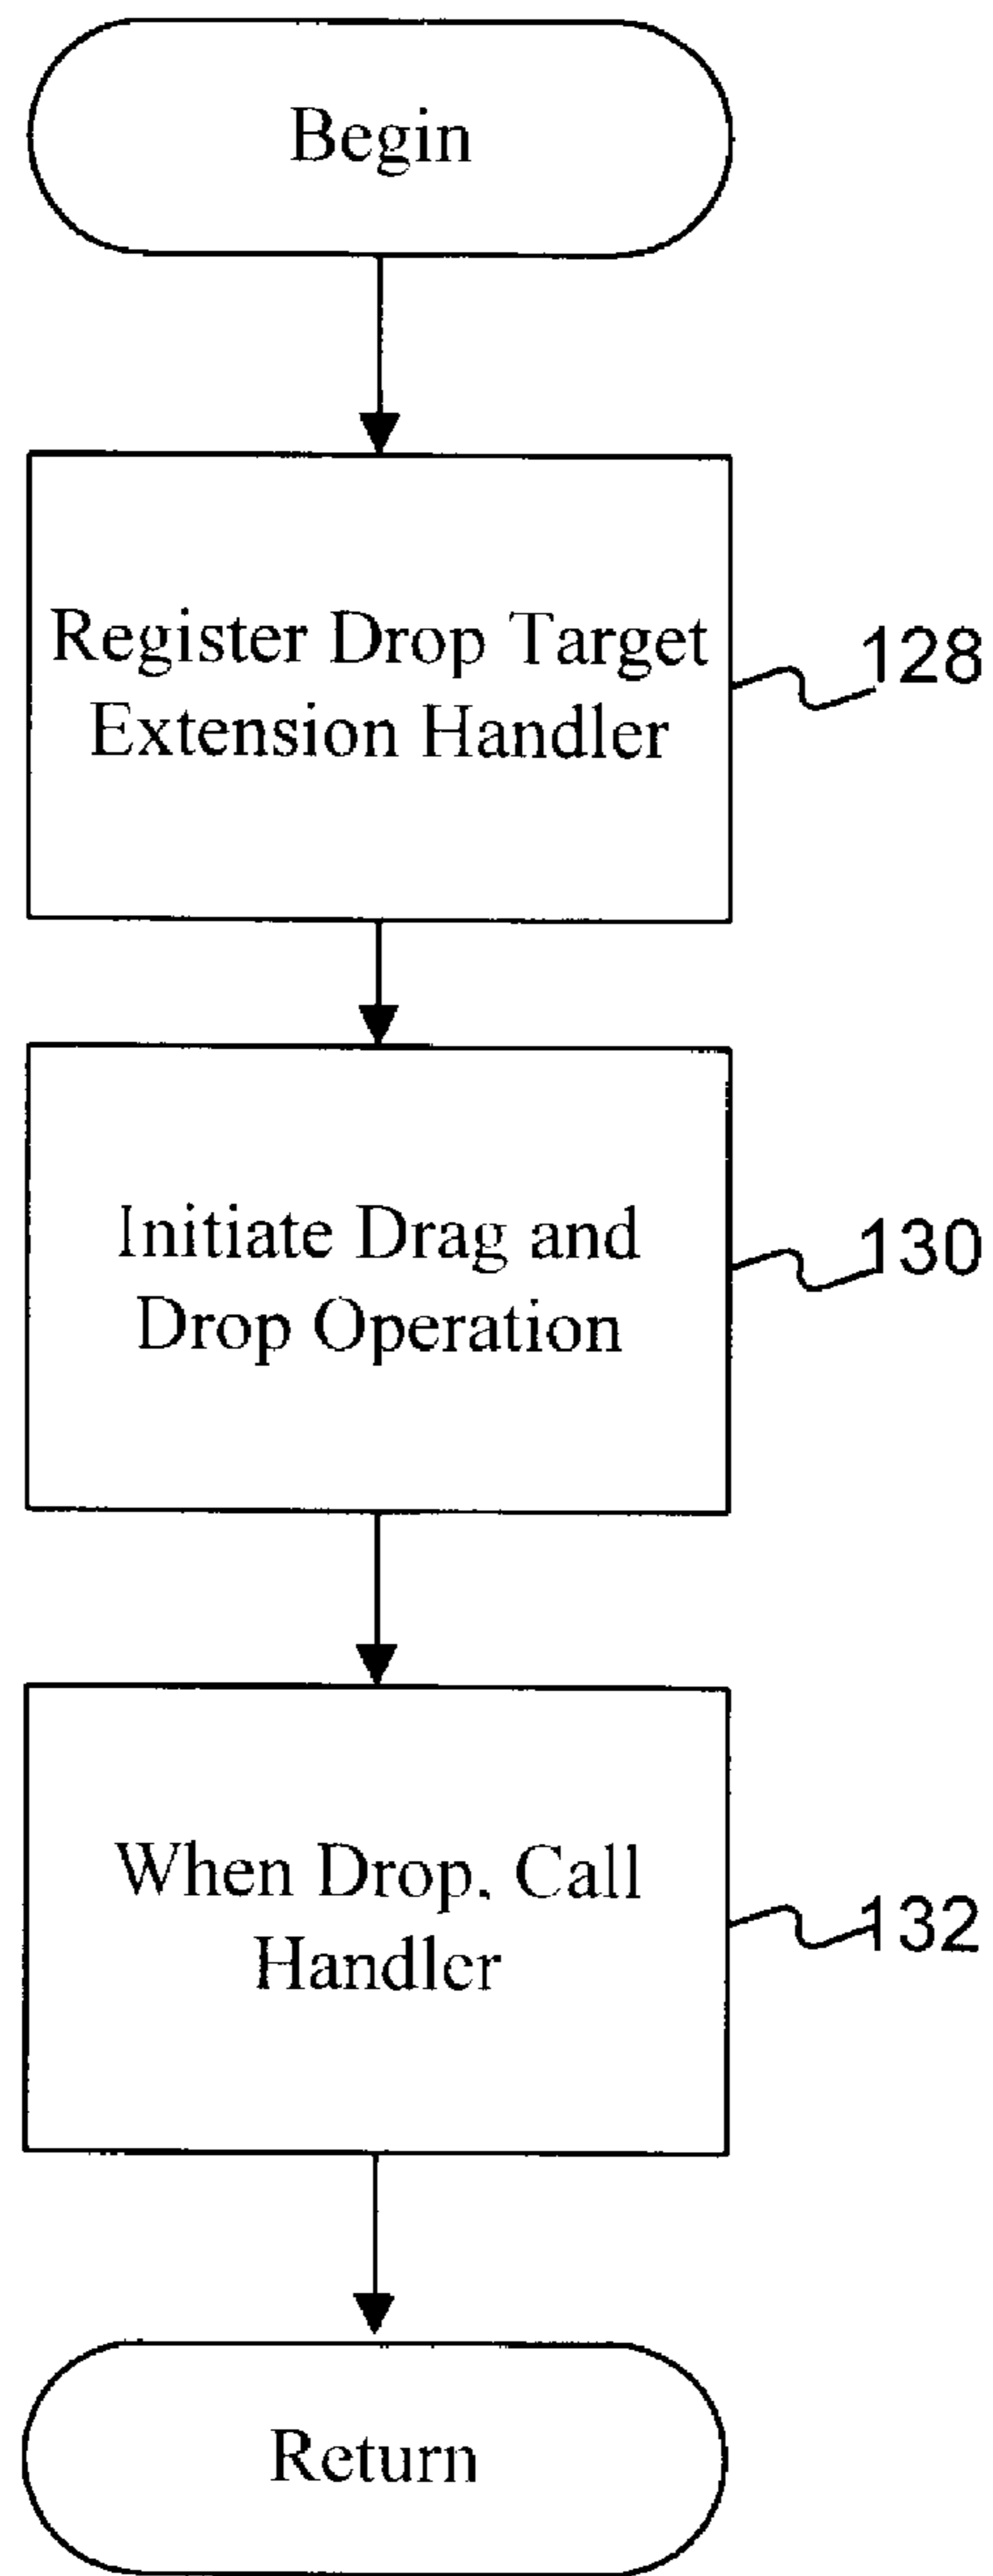 Begin
Register Drop Target
Extension Handler
128
Initiate Drag and
Drop Operation
130
When Drop, Call
Handler
132
Return